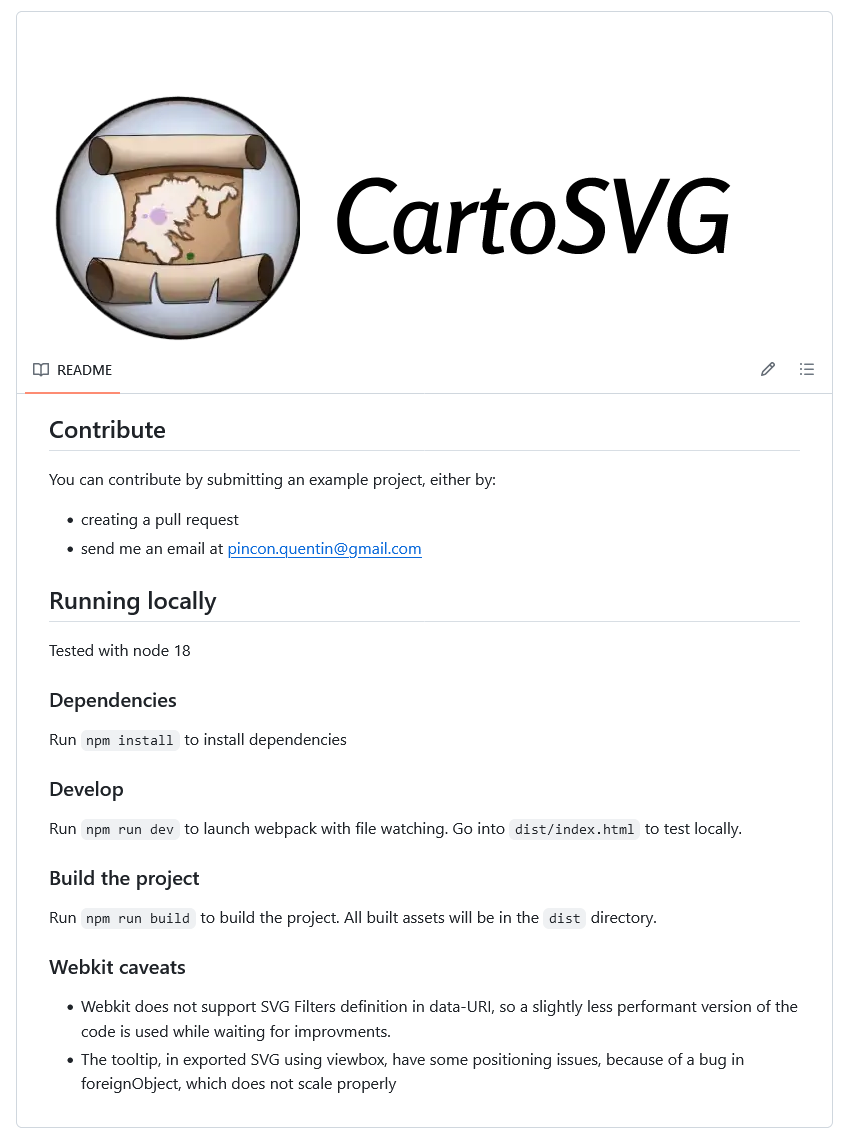 CartoSVG
README
Contribute
You can contribute by submitting an example project, either by:
creating a pull request
send me an email at pincon.quentin@gmail.com
Running locally
Tested with node 18
Dependencies
Run npm install to install dependencies
Develop
Run npm run dev to launch webpack with file watching. Go into dist/index.html to test locally.
Build the project
Run npm run build to build the project. All built assets will be in the dist directory.
Webkit caveats
Webkit does not support SVG Filters definition in data-URI, so a slightly less performant version of the
code is used while waiting for improvments.
The tooltip, in exported SVG using viewbox, have some positioning issues, because of a bug in
foreignObject, which does not scale properly